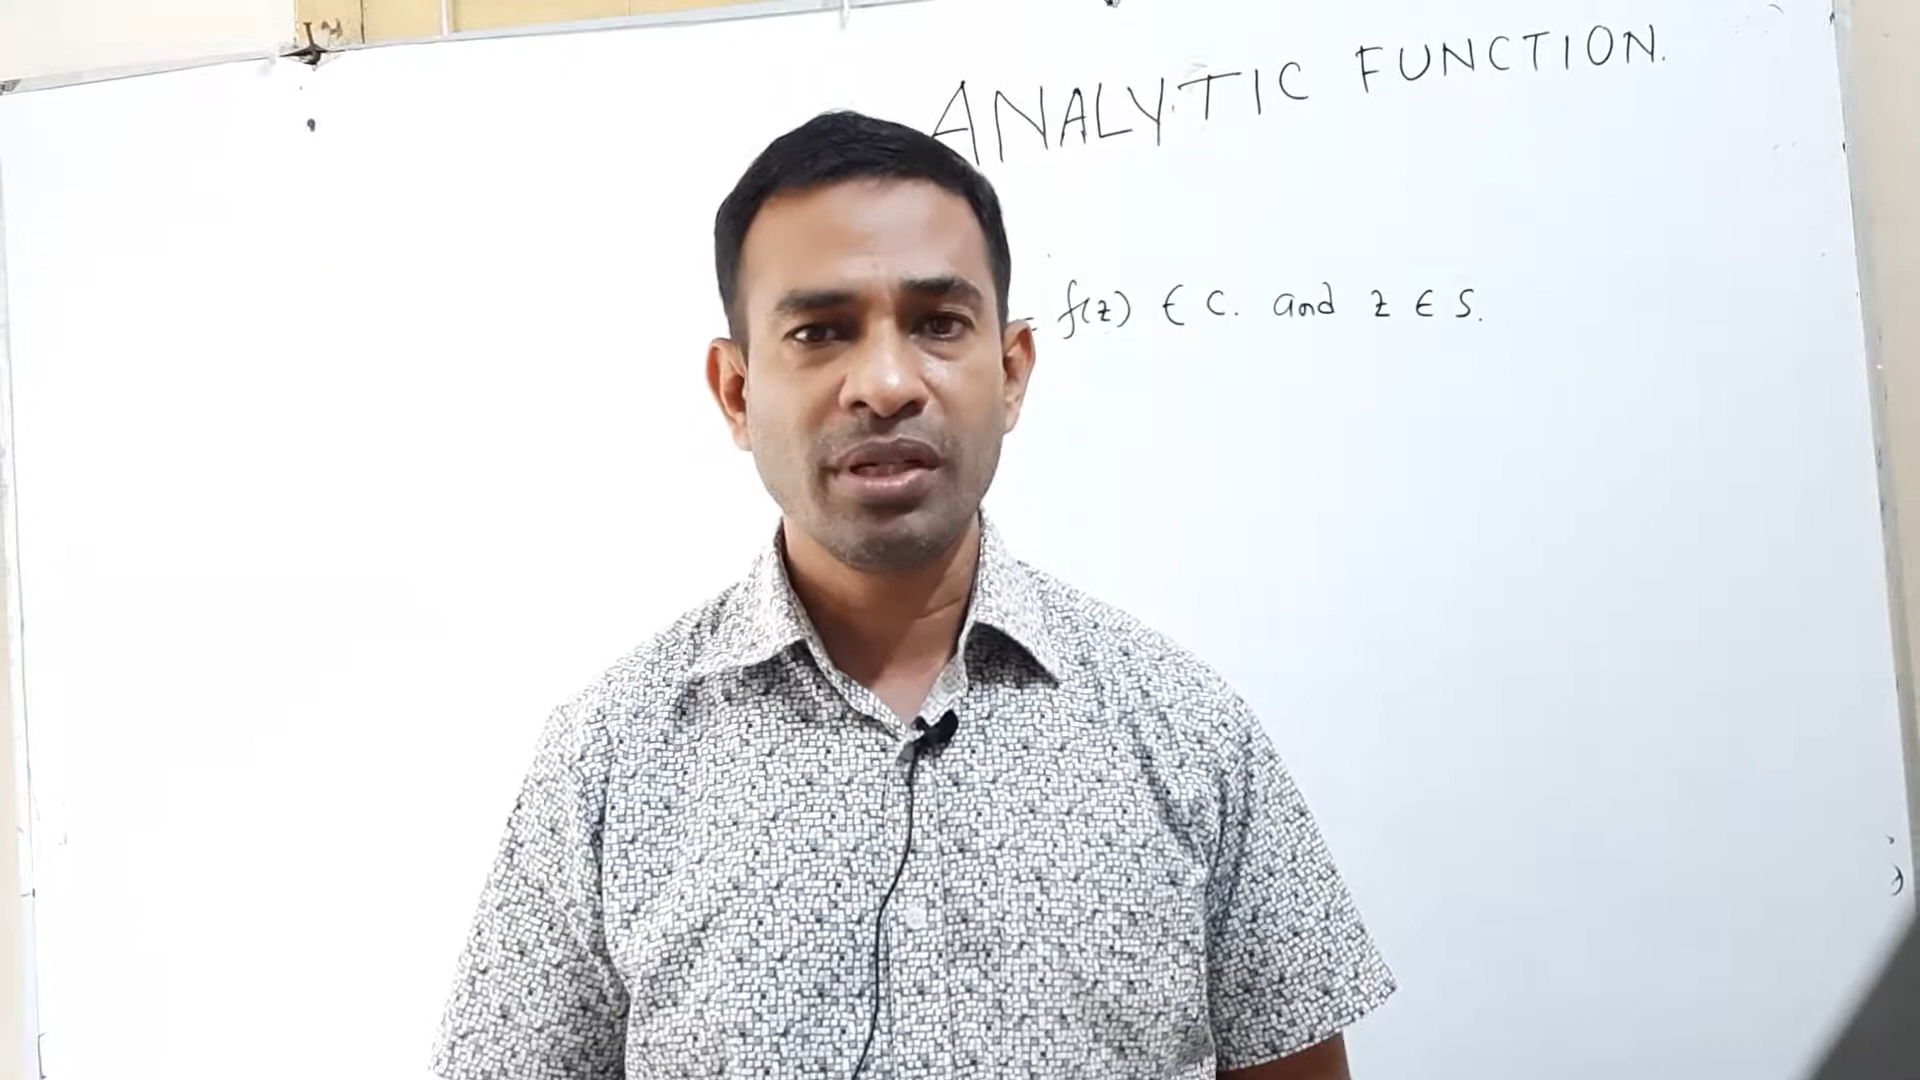 ANALYTIC FUNCTION.
= f(z) ∈ C. and z ∈ S.